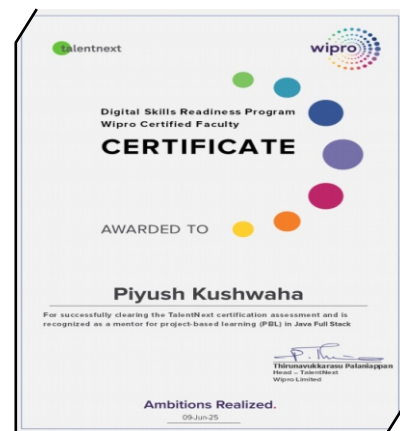 talentnext
wipro
Digital Skills Readiness Program
Wipro Certified Faculty
CERTIFICATE
AWARDED TO
Piyush Kushwaha
For successfully clearing the TalentNext certification assessment and is
recognized as a mentor for project-based learning (PBL) in Java Full Stack
Thirunavukkarasu Palaniappan
Head – TalentNext
Wipro Limited
Ambitions Realized.
09-Jun-25